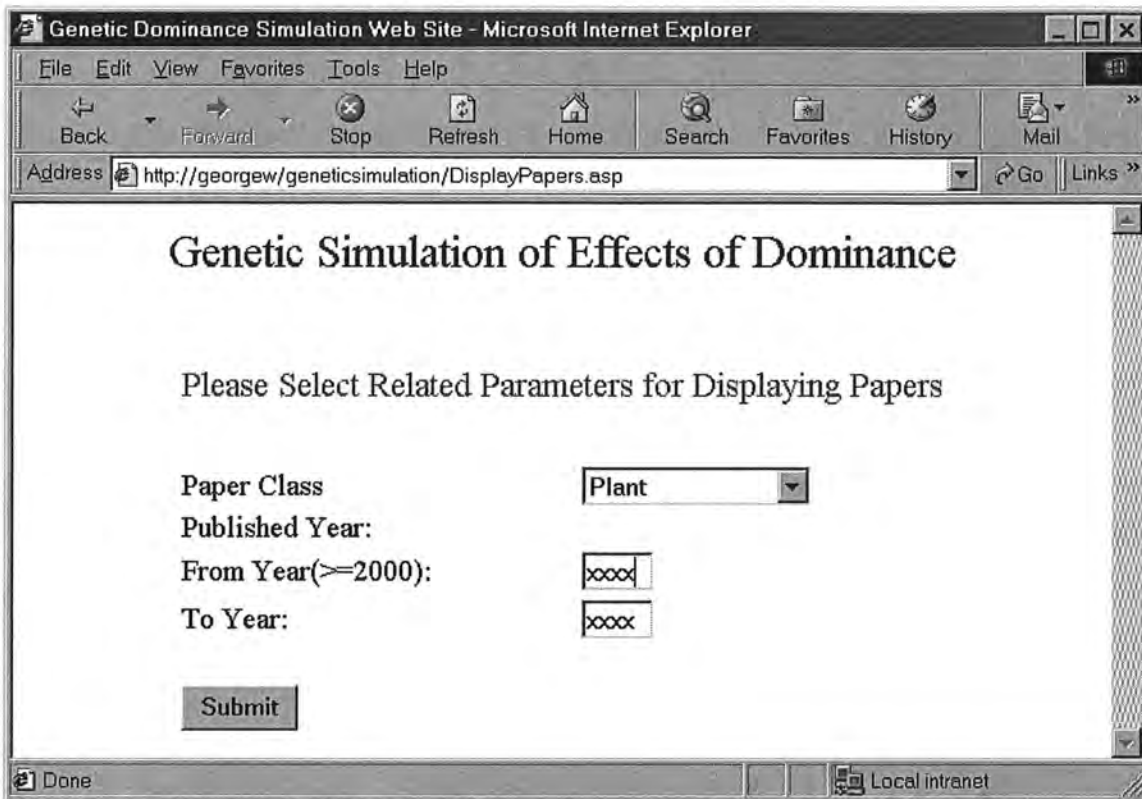 Genetic Dominance Simulation Web Site - Microsoft Internet Explorer
File Edit View Favorites Tools Help
Back Forward Stop Refresh Home Search Favorites History Mail »
Address http://georgew/geneticsimulation/DisplayPapers.asp Go Links »
Genetic Simulation of Effects of Dominance
Please Select Related Parameters for Displaying Papers
Paper Class Plant
Published Year:
From Year(>=2000): xxxx
To Year: xxxx
Submit
Done Local intranet